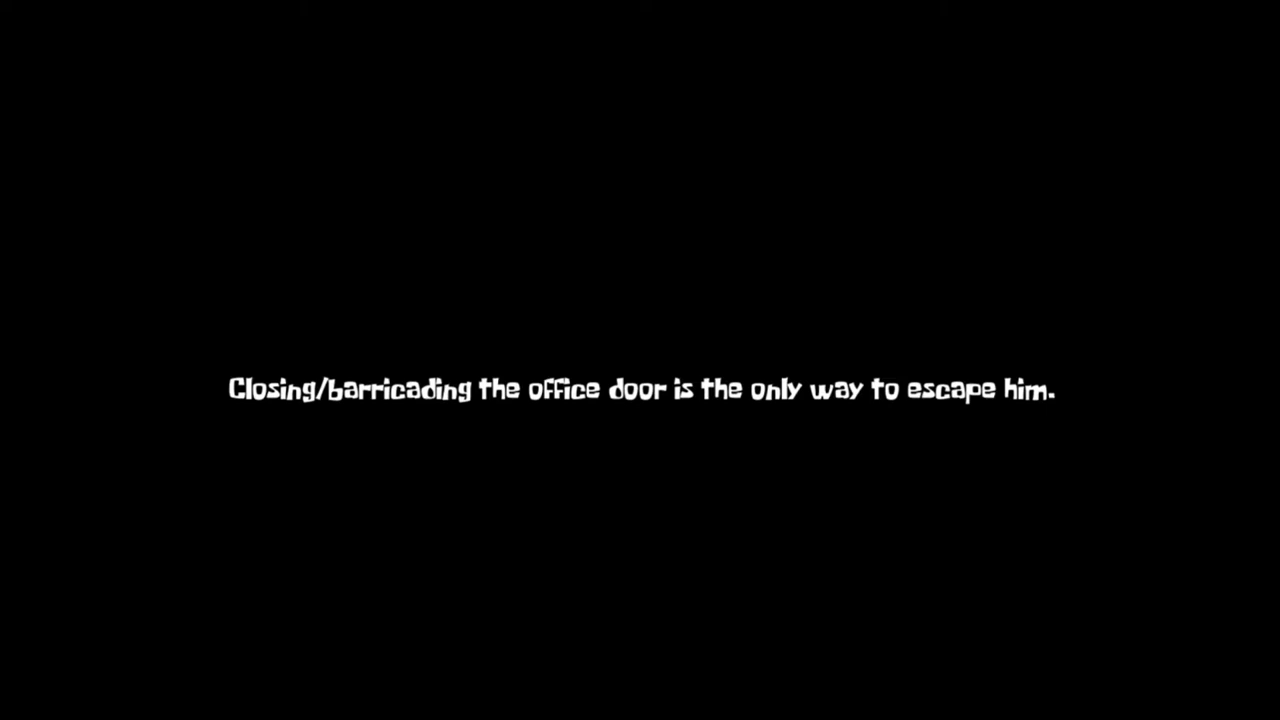 Closing/barricading the office door is the only way to escape him.